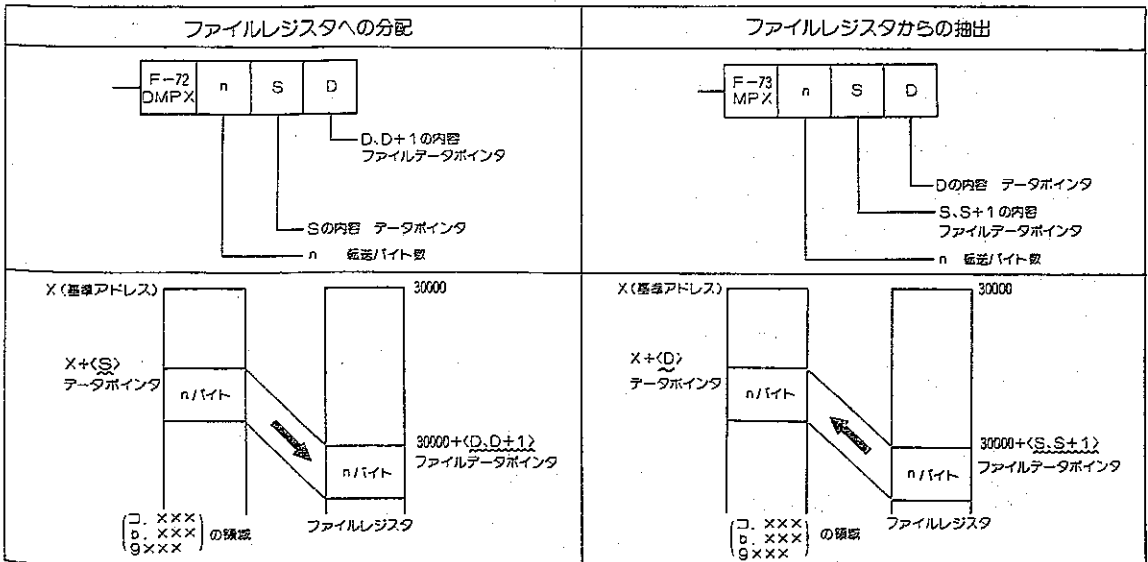 ファイルレジスタへの分配
F-72
DMPX
n
S
D
D、D+1の内容
ファイルデータポインタ
Sの内容 データポインタ
n 転送バイト数
X(基準アドレス)
30000
X+〈S〉
データポインタ
nバイト
30000+〈D、D+1〉
ファイルデータポインタ
nバイト
コ. ×××
b. ×××
9×××
の領域
ファイルレジスタ
ファイルレジスタからの抽出
F-73
MPX
n
S
D
Dの内容 データポインタ
S、S+1の内容
ファイルデータポインタ
n 転送バイト数
X(基準アドレス)
30000
X+〈D〉
データポインタ
nバイト
30000+〈S、S+1〉
ファイルデータポインタ
nバイト
コ. ×××
b. ×××
9×××
の領域
ファイルレジスタ